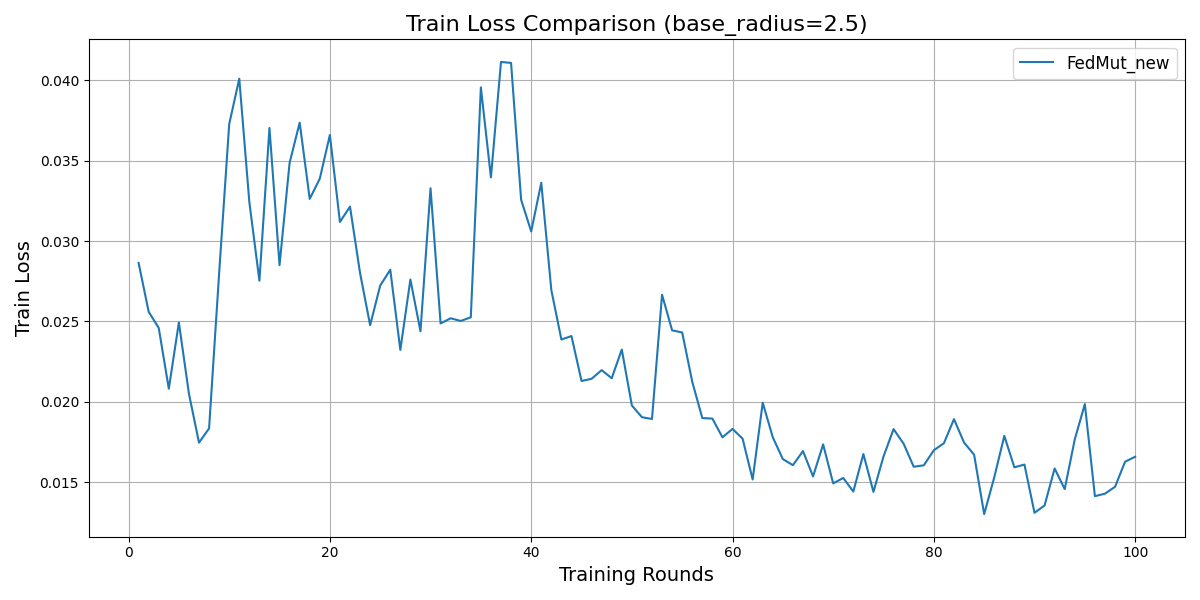 Train Loss Comparison (base_radius=2.5)
FedMut_new
Train Loss
0.040
0.035
0.030
0.025
0.020
0.015
0 20 40 60 80 100
Training Rounds